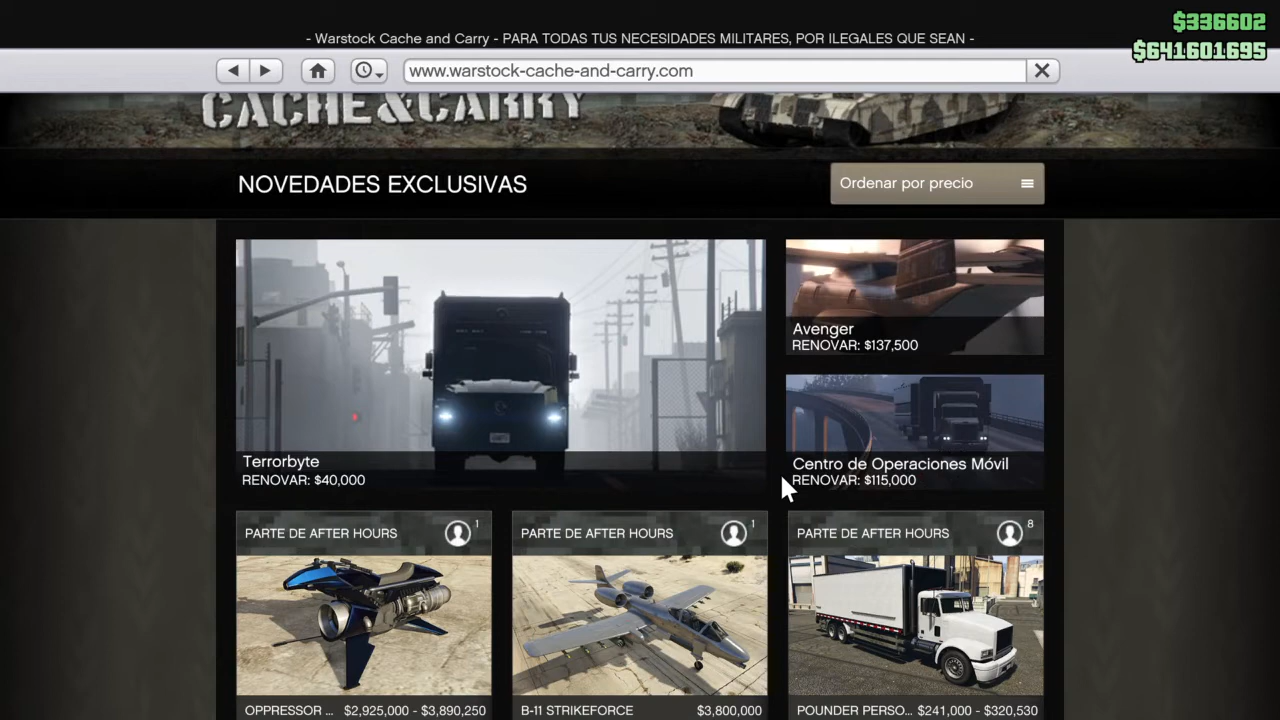 $336602
$641601695
- Warstock Cache and Carry - PARA TODAS TUS NECESIDADES MILITARES, POR ILEGALES QUE SEAN -
www.warstock-cache-and-carry.com
CACHE&CARRY
NOVEDADES EXCLUSIVAS
Ordenar por precio
Terrorbyte
RENOVAR: $40,000
Avenger
RENOVAR: $137,500
Centro de Operaciones Móvil
RENOVAR: $115,000
PARTE DE AFTER HOURS 1
OPPRESSOR ... $2,925,000 - $3,890,250
PARTE DE AFTER HOURS 1
B-11 STRIKEFORCE $3,800,000
PARTE DE AFTER HOURS 8
POUNDER PERSO... $241,000 - $320,530